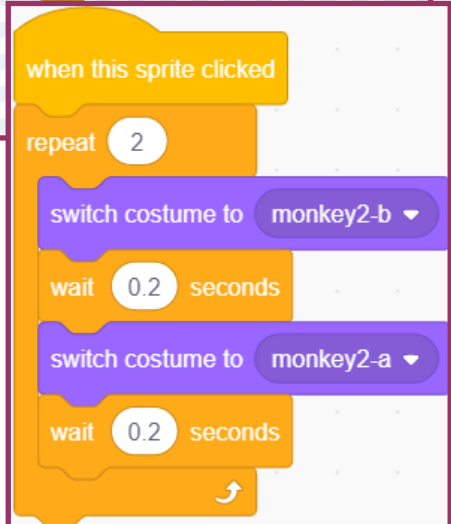 when this sprite clicked
repeat 2
switch costume to monkey2-b
wait 0.2 seconds
switch costume to monkey2-a
wait 0.2 seconds